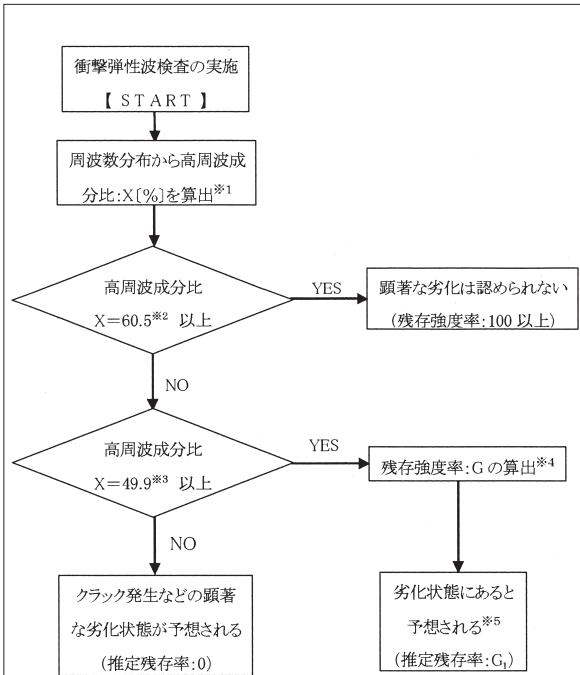 衝撃弾性波検査の実施
【 START 】
周波数分布から高周波成
分比:X[%]を算出※1
高周波成分比
X=60.5※2 以上
YES
顕著な劣化は認められない
(残存強度率:100 以上)
NO
高周波成分比
X=49.9※3 以上
YES
残存強度率:G の算出※4
NO
クラック発生などの顕著
な劣化状態が予想される
(推定残存率:0)
劣化状態にあると
予想される※5
(推定残存率:G₁)